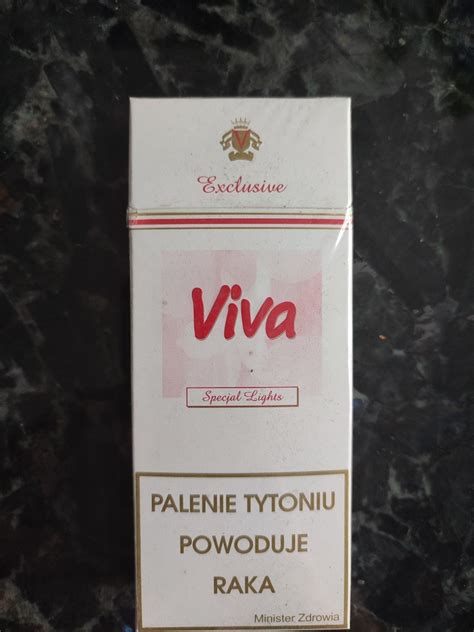 V
Exclusive
Viva
Specjal Lights
PALENIE TYTONIU
POWODUJE
RAKA
Minister Zdrowia